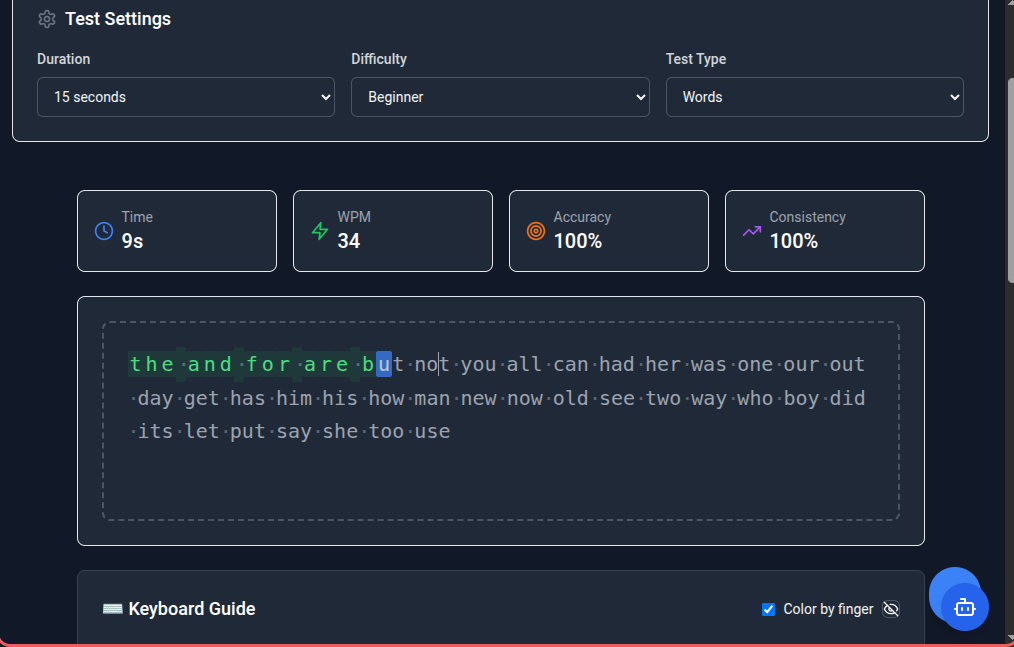 Test Settings
Duration
Difficulty
Test Type
15 seconds
Beginner
Words
Time
9s
WPM
34
Accuracy
100%
Consistency
100%
the·and·for·are·but·not·you·all·can·had·her·was·one·our·out
·day·get·has·him·his·how·man·new·now·old·see·two·way·who·boy·did
·its·let·put·say·she·too·use
Keyboard Guide
Color by finger